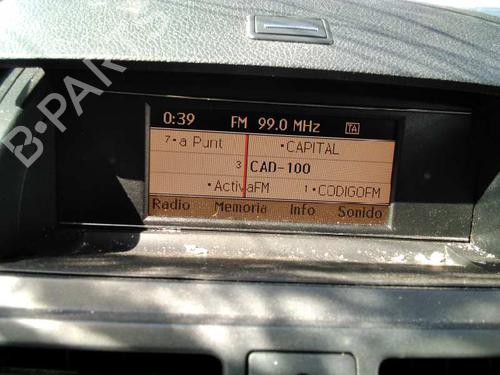 B-PARTS
0:39 FM 99.0 MHz TA
7•a Punt •CAPITAL
3 CAD-100
•ActivaFM 1•CODIGOFM
Radio Memoria Info Sonido